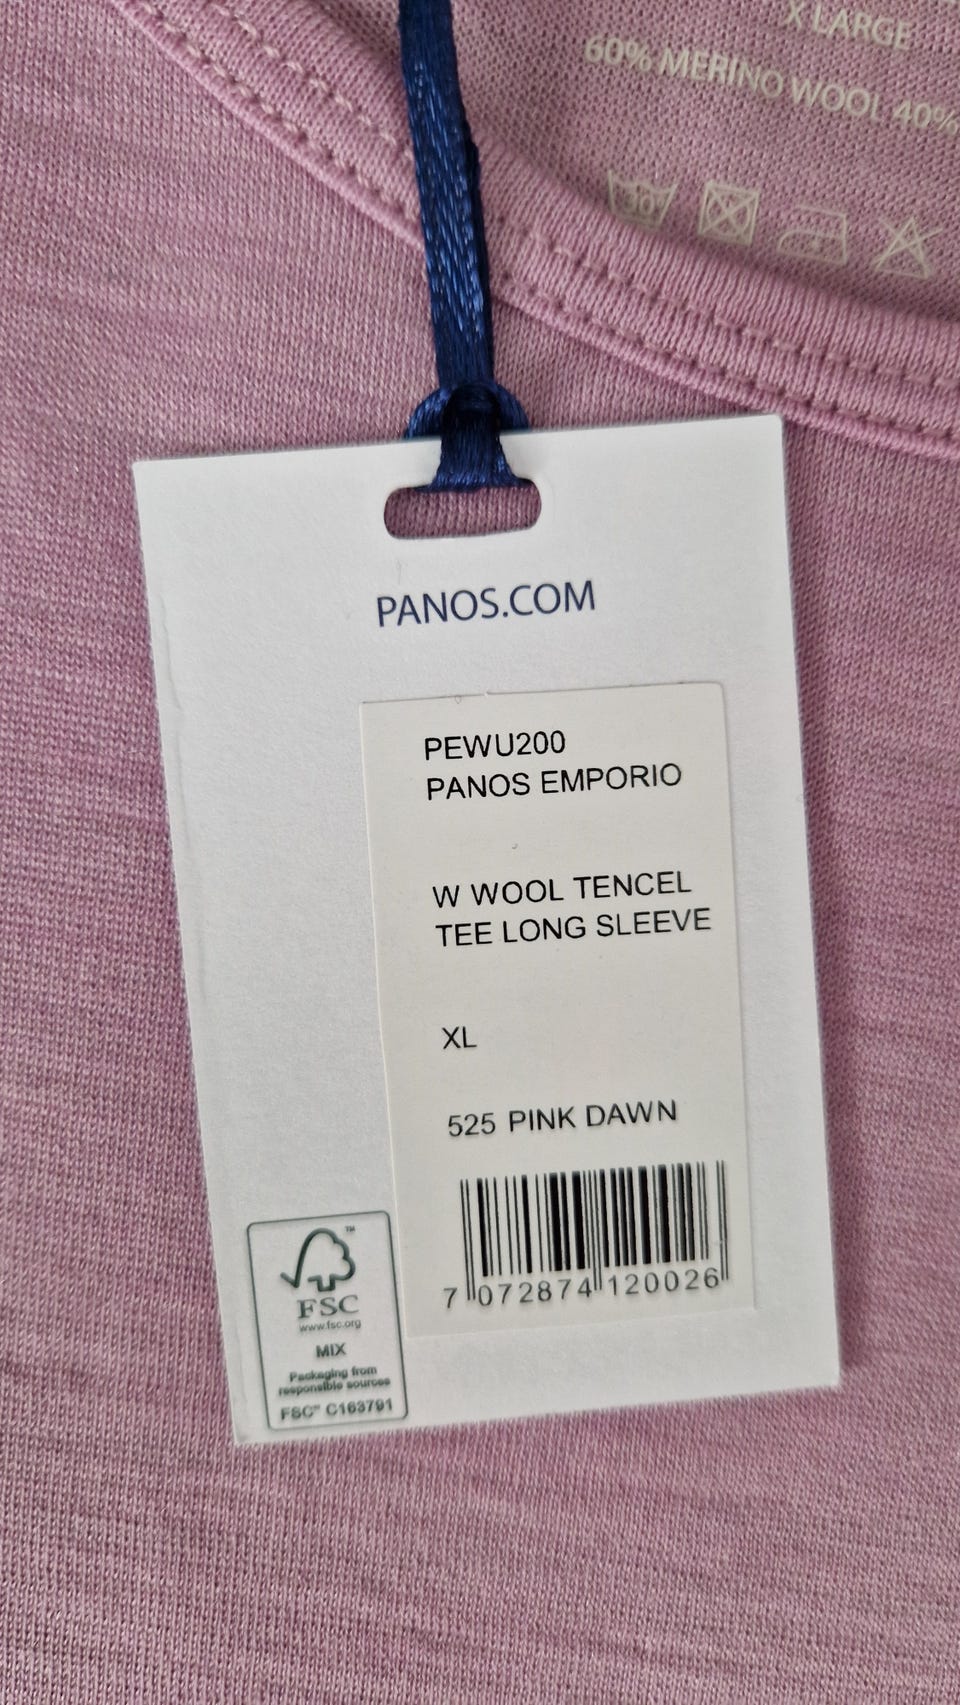 X LARGE
60% MERINO WOOL 40%
30
PANOS.COM
PEWU200
PANOS EMPORIO
W WOOL TENCEL
TEE LONG SLEEVE
XL
525 PINK DAWN
7 072874 120026
FSC
www.fsc.org
MIX
Packaging from
responsible sources
FSC® C163791